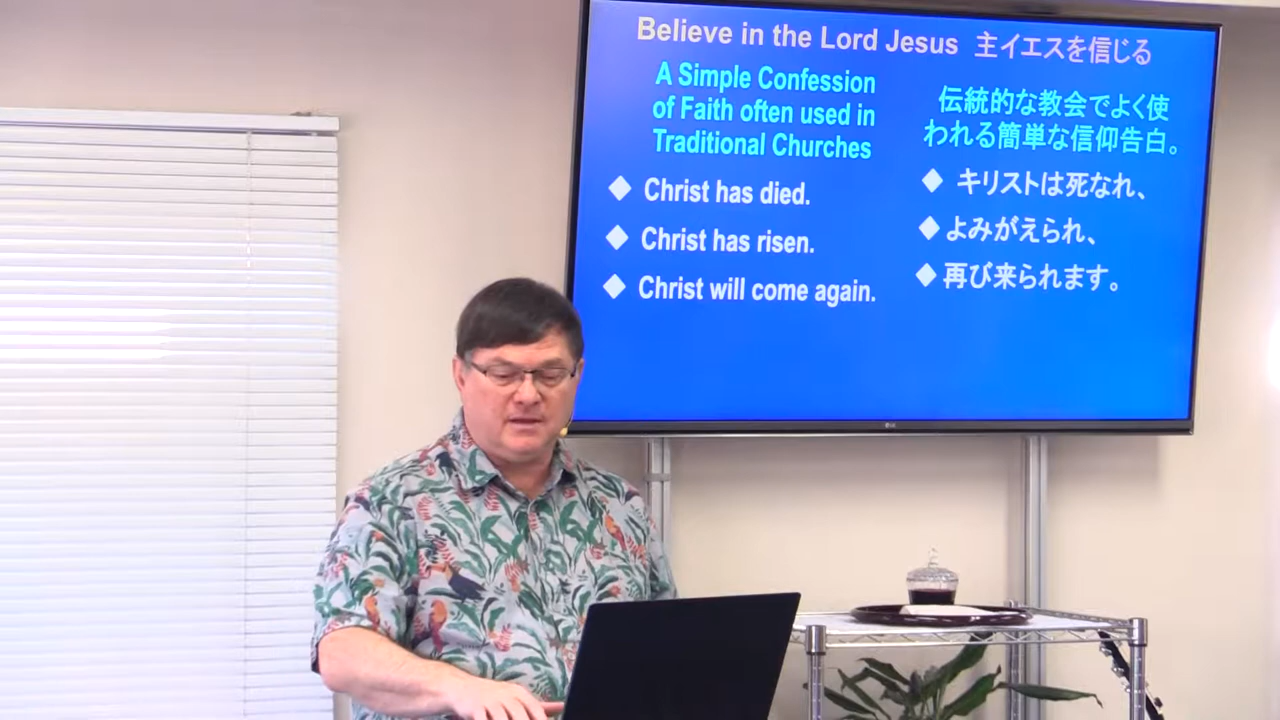 Believe in the Lord Jesus 主イエスを信じる
A Simple Confession
of Faith often used in
Traditional Churches
◆ Christ has died.
◆ Christ has risen.
◆ Christ will come again.
伝統的な教会でよく使
われる簡単な信仰告白。
◆ キリストは死なれ、
◆ よみがえられ、
◆ 再び来られます。
LG